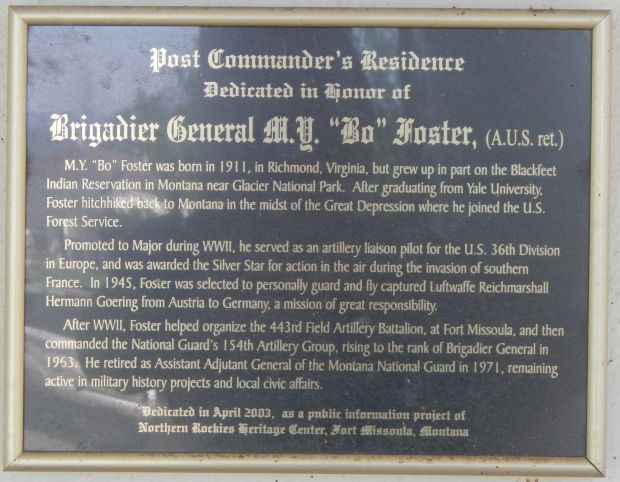 Post Commander's Residence
Dedicated in Honor of
Brigadier General M.Y. "Bo" Foster, (A.U.S. ret.)
M.Y. "Bo" Foster was born in 1911, in Richmond, Virginia, but grew up in part on the Blackfeet
Indian Reservation in Montana near Glacier National Park. After graduating from Yale University,
Foster hitchhiked back to Montana in the midst of the Great Depression where he joined the U.S.
Forest Service.
Promoted to Major during WWII, he served as an artillery liaison pilot for the U.S. 36th Division
in Europe, and was awarded the Silver Star for action in the air during the invasion of southern
France. In 1945, Foster was selected to personally guard and fly captured Luftwaffe Reichmarshall
Hermann Goering from Austria to Germany, a mission of great responsibility.
After WWII, Foster helped organize the 443rd Field Artillery Battalion, at Fort Missoula, and then
commanded the National Guard's 154th Artillery Group, rising to the rank of Brigadier General in
1963. He retired as Assistant Adjutant General of the Montana National Guard in 1971, remaining
active in military history projects and local civic affairs.
Dedicated in April 2003, as a public information project of
Northern Rockies Heritage Center, Fort Missoula, Montana